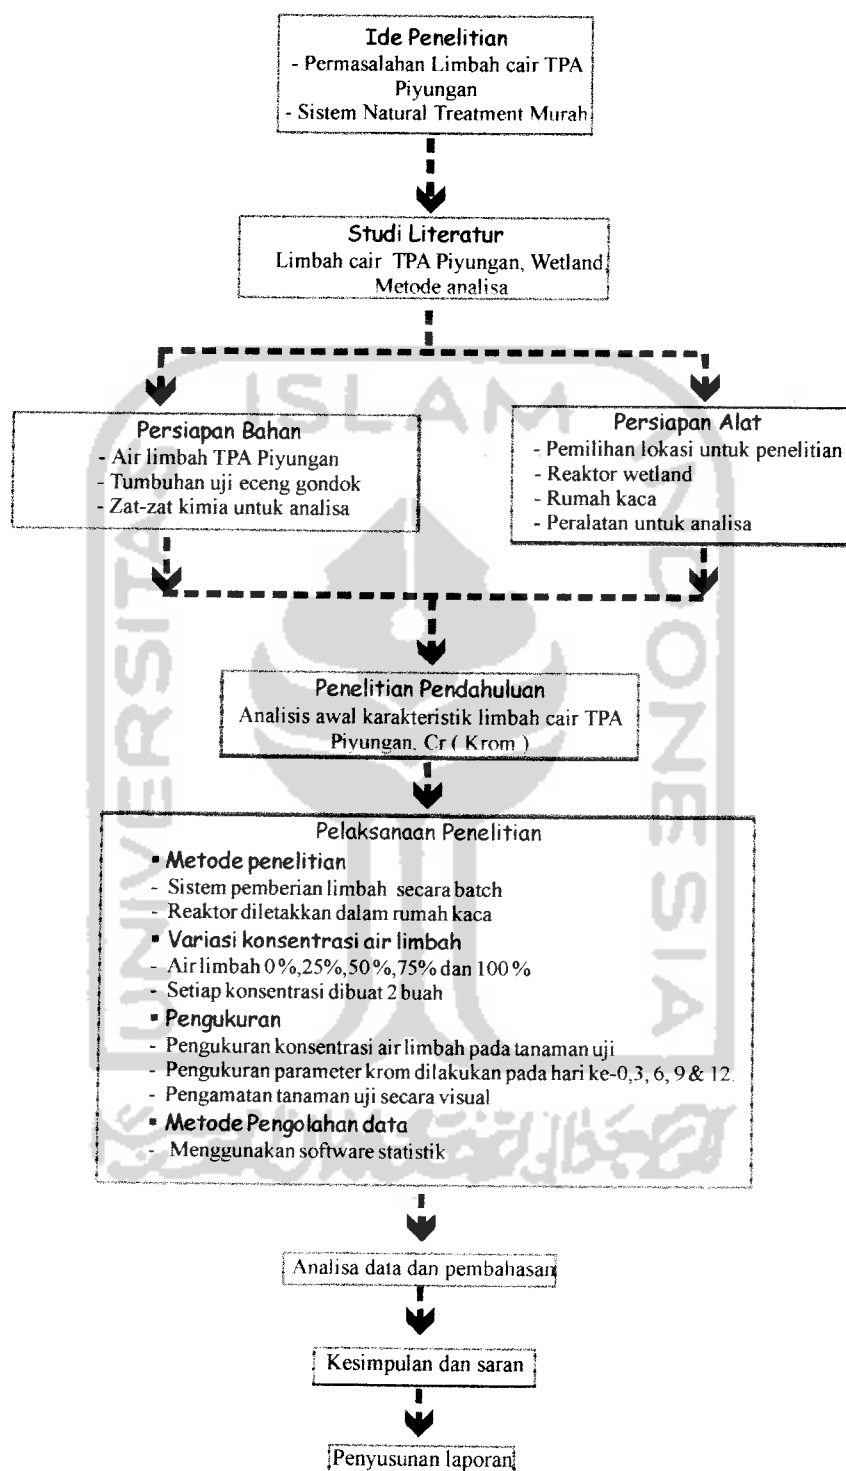 Ide Penelitian
- Permasalahan Limbah cair TPA
Piyungan
- Sistem Natural Treatment Murah
Studi Literatur
Limbah cair TPA Piyungan, Wetland,
Metode analisa
Persiapan Bahan
- Air limbah TPA Piyungan
- Tumbuhan uji eceng gondok
- Zat-zat kimia untuk analisa
Persiapan Alat
- Pemilihan lokasi untuk penelitian
- Reaktor wetland
- Rumah kaca
- Peralatan untuk analisa
Penelitian Pendahuluan
Analisis awal karakteristik limbah cair TPA
Piyungan, Cr ( Krom )
Pelaksanaan Penelitian
▪ Metode penelitian
- Sistem pemberian limbah secara batch
- Reaktor diletakkan dalam rumah kaca
▪ Variasi konsentrasi air limbah
- Air limbah 0%,25%,50%,75% dan 100%
- Setiap konsentrasi dibuat 2 buah
▪ Pengukuran
- Pengukuran konsentrasi air limbah pada tanaman uji
- Pengukuran parameter krom dilakukan pada hari ke-0,3, 6, 9 & 12.
- Pengamatan tanaman uji secara visual
▪ Metode Pengolahan data
- Menggunakan software statistik
Analisa data dan pembahasan
Kesimpulan dan saran
Penyusunan laporan
UNIVERSITAS
ISLAM
INDONESIA